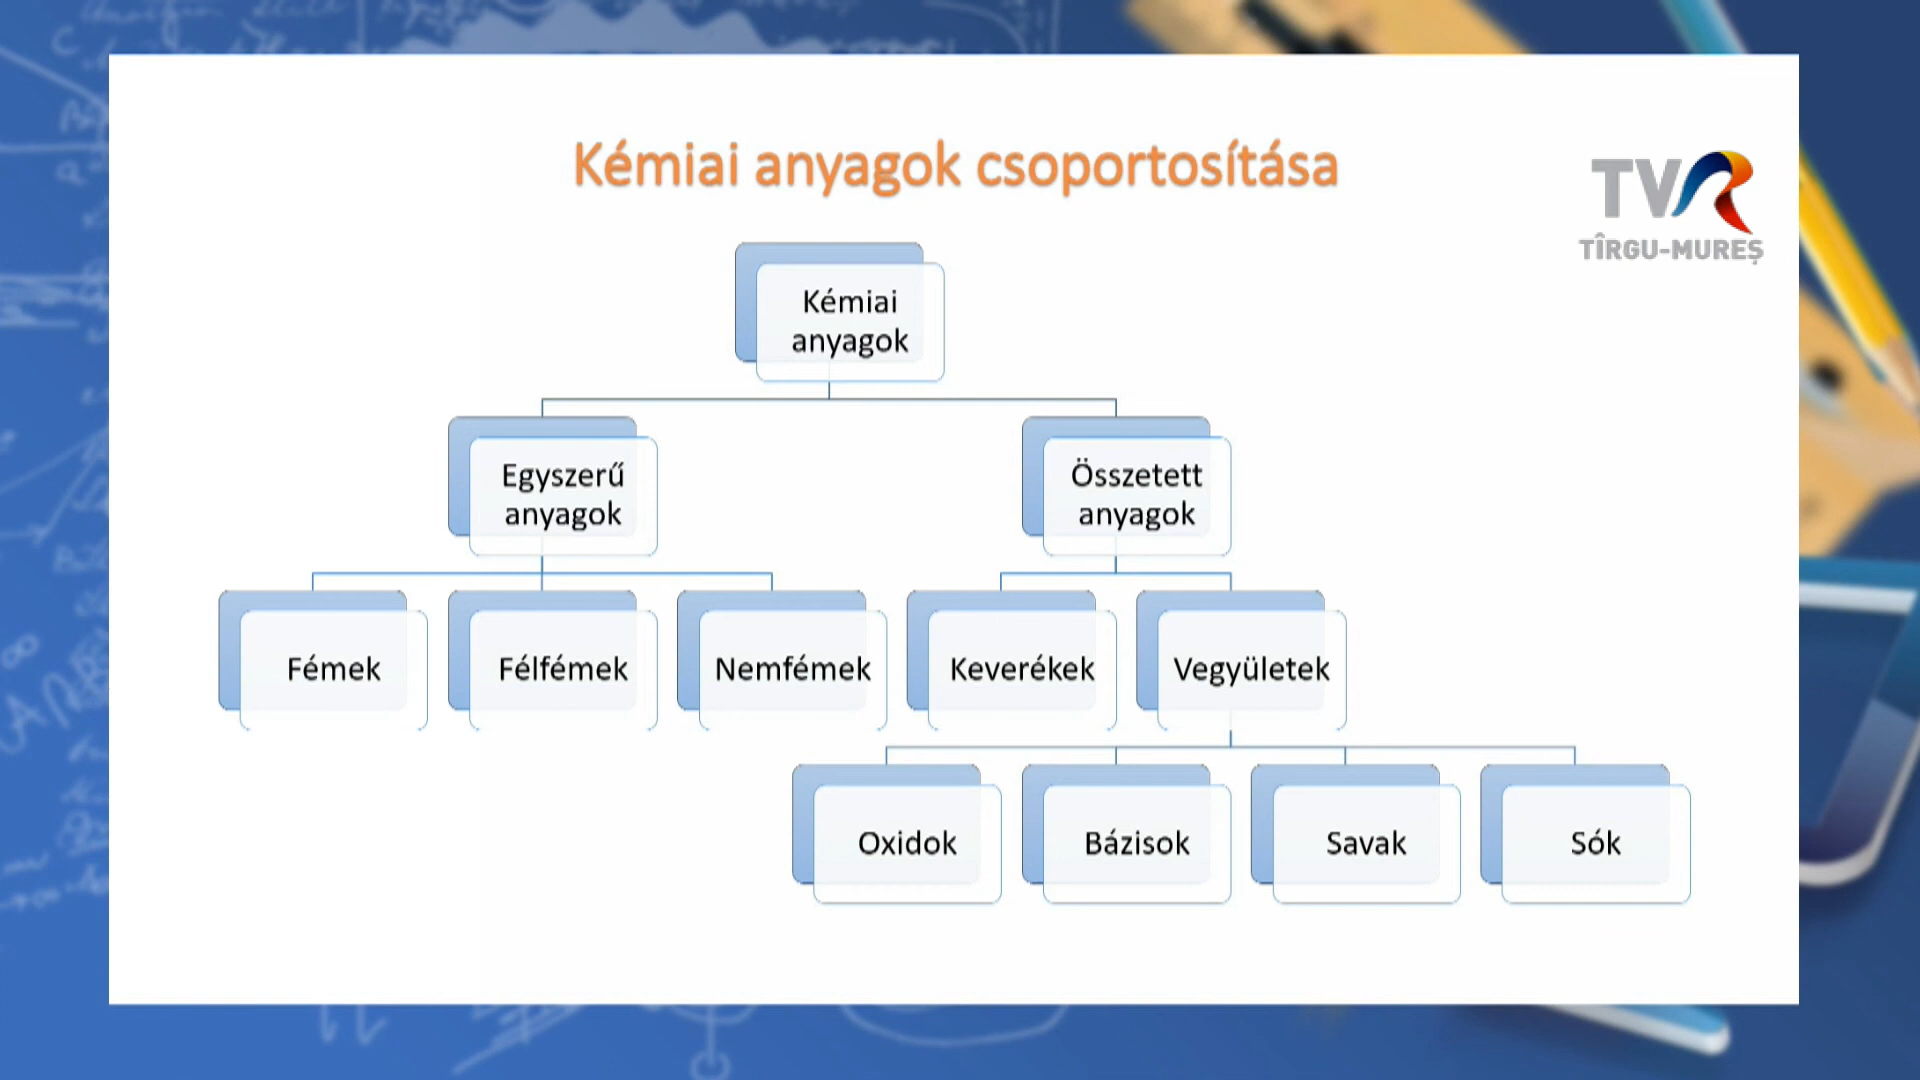 Kémiai anyagok csoportosítása
TVR
TÎRGU-MUREȘ
Kémiai
anyagok
Egyszerű
anyagok
Összetett
anyagok
Fémek
Félfémek
Nemfémek
Keverékek
Vegyületek
Oxidok
Bázisok
Savak
Sók